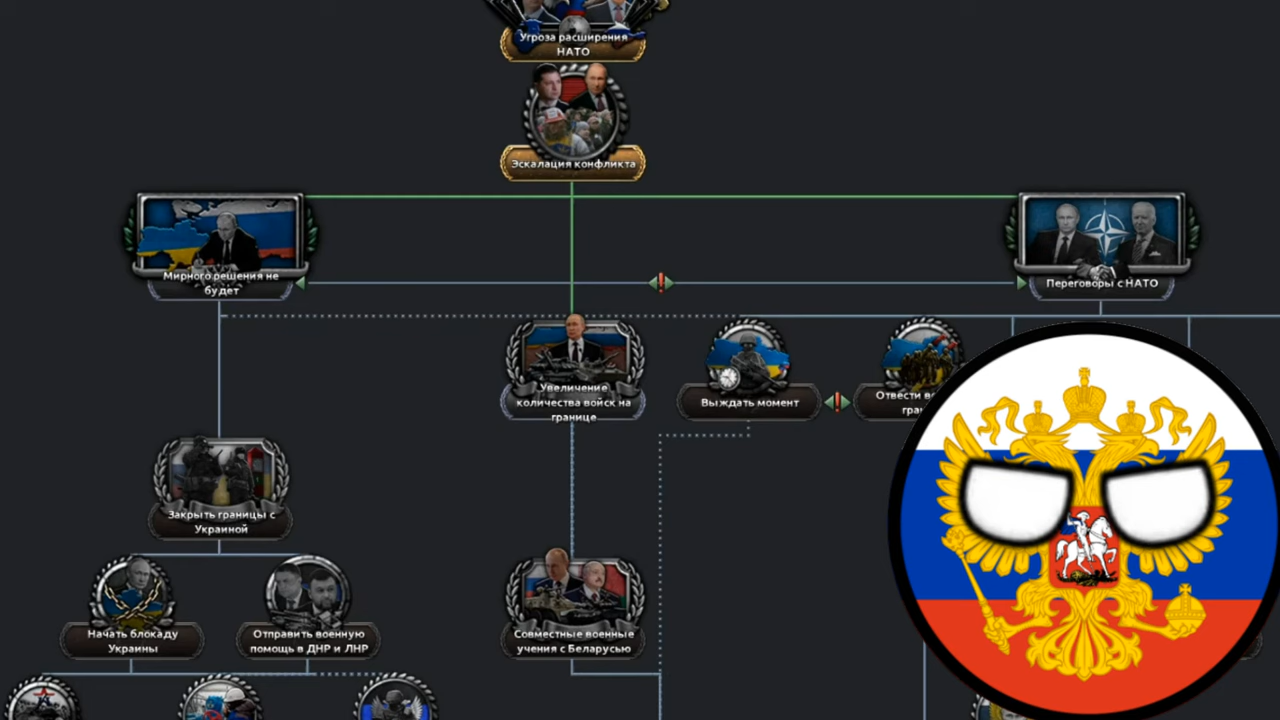 Угроза расширения
НАТО
Эскалация конфликта
Мирного решения не
будет
Переговоры с НАТО
Увеличение
количества войск на
границе
Выждать момент
Отвести
Закрыть границы с
Украиной
Начать блокаду
Украины
Отправить военную
помощь в ДНР и ЛНР
Совместные военные
учения с Беларусью